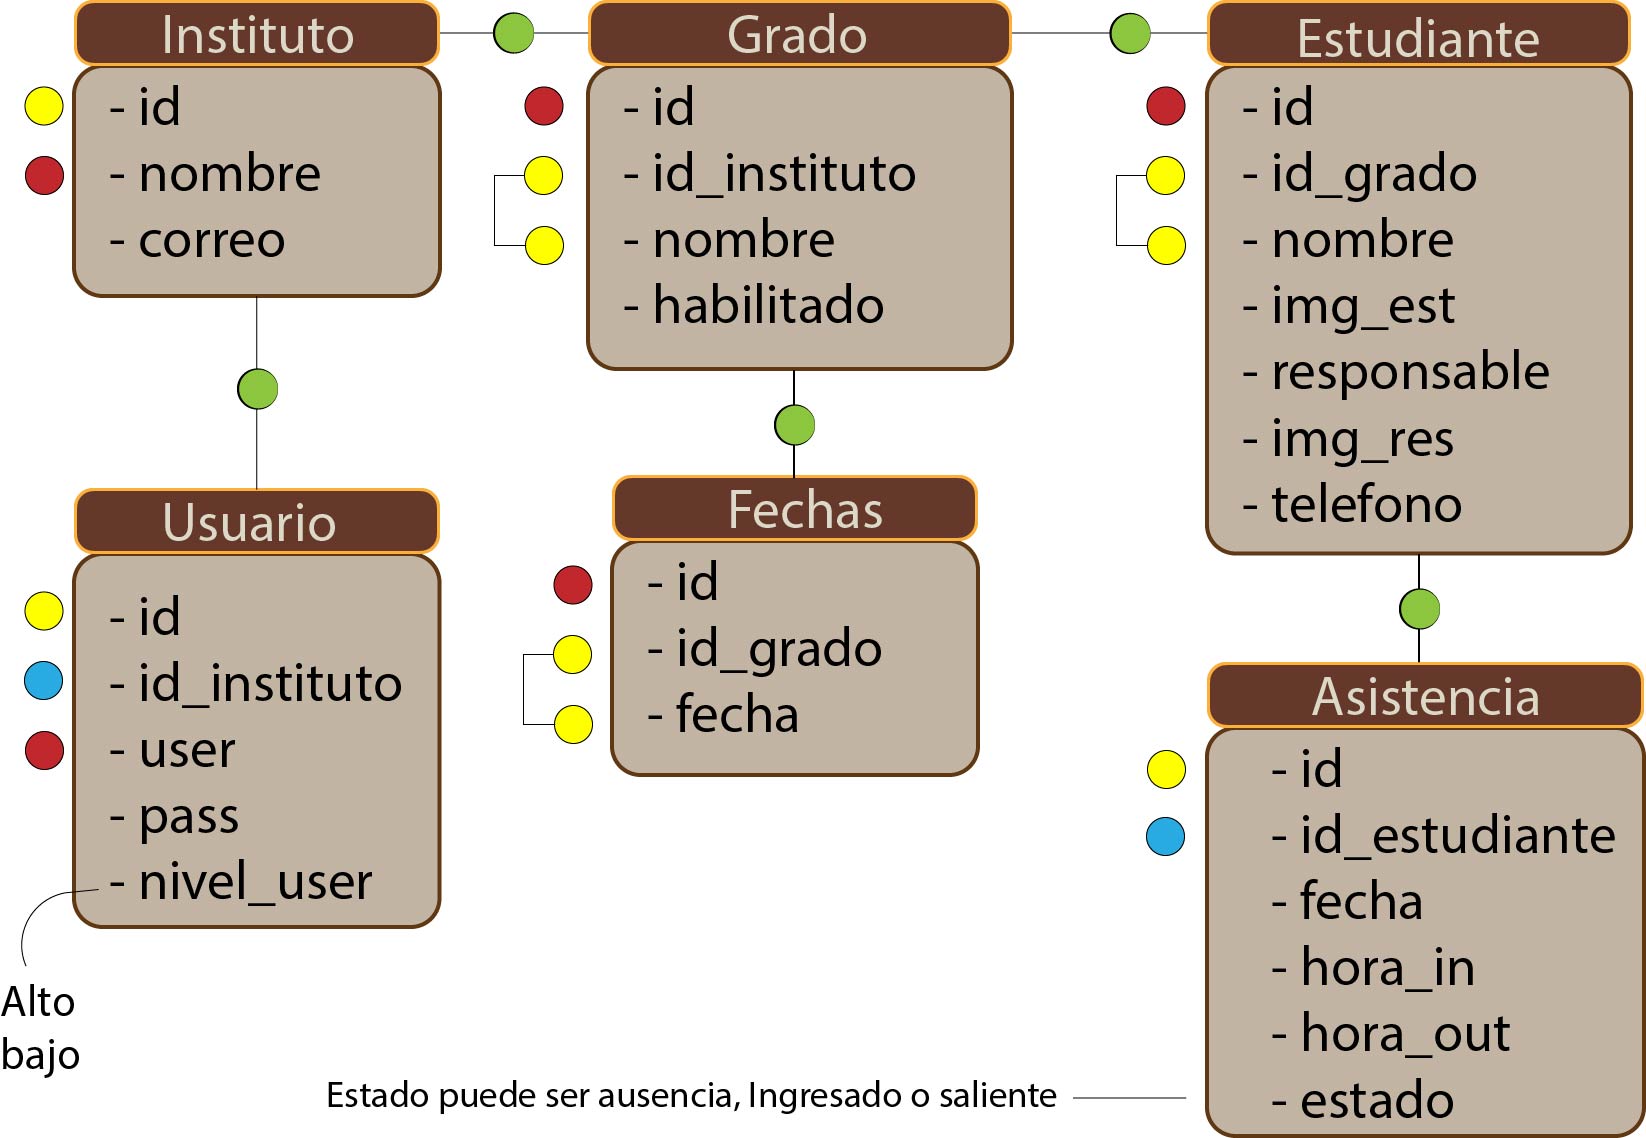 Instituto
- id
- nombre
- correo
Grado
- id
- id_instituto
- nombre
- habilitado
Estudiante
- id
- id_grado
- nombre
- img_est
- responsable
- img_res
- telefono
Usuario
- id
- id_instituto
- user
- pass
- nivel_user
Alto
bajo
Fechas
- id
- id_grado
- fecha
Asistencia
- id
- id_estudiante
- fecha
- hora_in
- hora_out
- estado
Estado puede ser ausencia, Ingresado o saliente